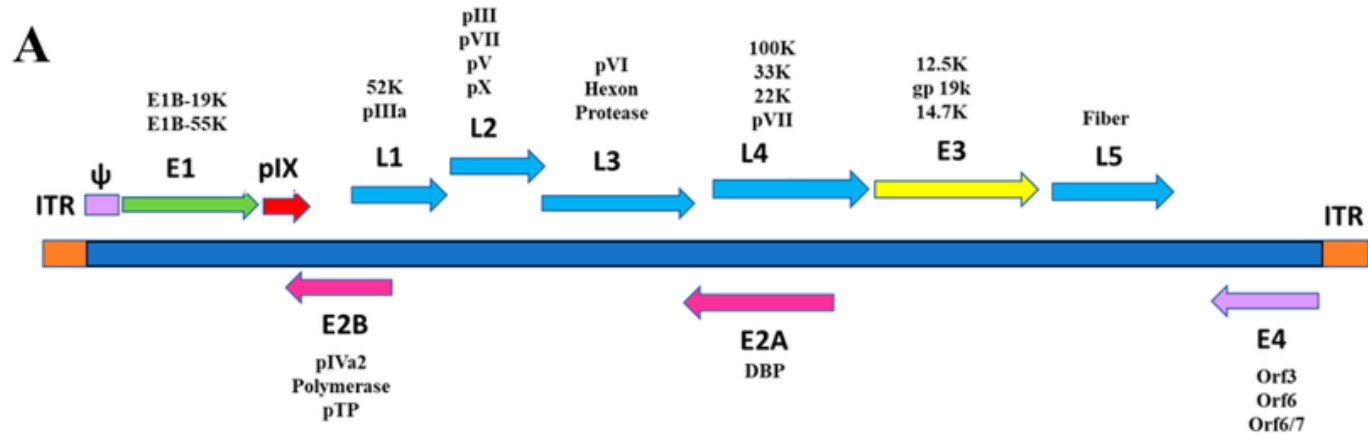 A
E1B-19K
E1B-55K
52K
pIIIa
pIII
pVII
pV
pX
pVI
Hexon
Protease
100K
33K
22K
pVII
12.5K
gp 19k
14.7K
Fiber
ITR
ψ
E1
pIX
L1
L2
L3
L4
E3
L5
ITR
E2B
pIVa2
Polymerase
pTP
E2A
DBP
E4
Orf3
Orf6
Orf6/7